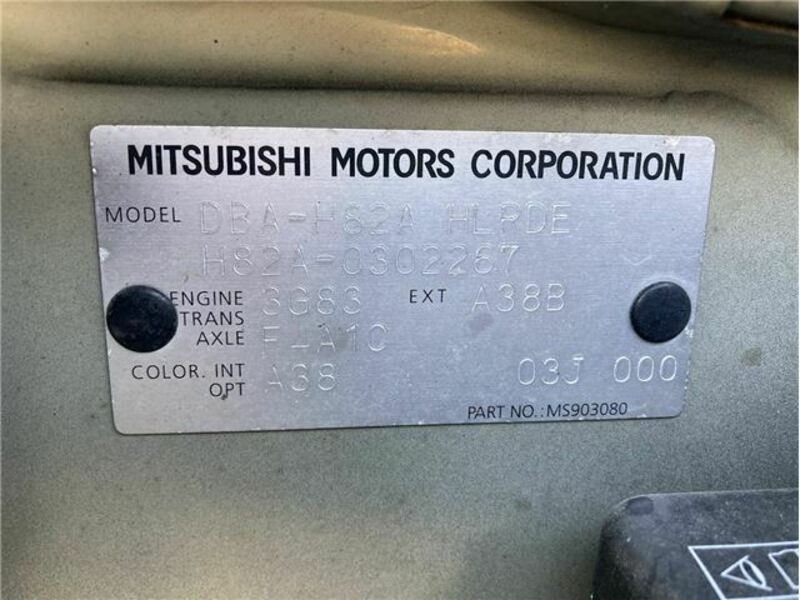 MITSUBISHI MOTORS CORPORATION
MODEL DBA-H82A HLRDE
H82A-0302267
ENGINE 3G83 EXT A38B
TRANS
AXLE F4A1C
COLOR. INT A38 03J 000
OPT
PART NO.: MS903080